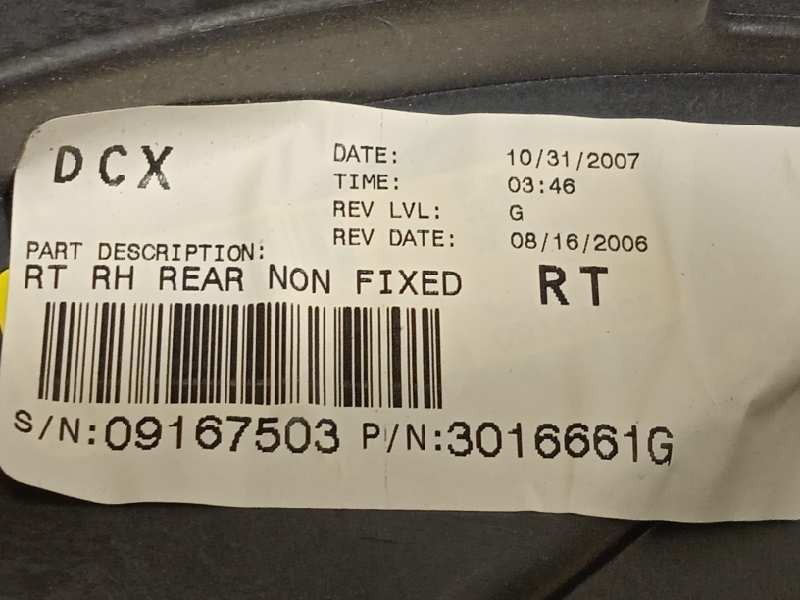 DCX
DATE: 10/31/2007
TIME: 03:46
REV LVL: G
REV DATE: 08/16/2006
PART DESCRIPTION:
RT RH REAR NON FIXED
RT
S/N:09167503 P/N:3016661G